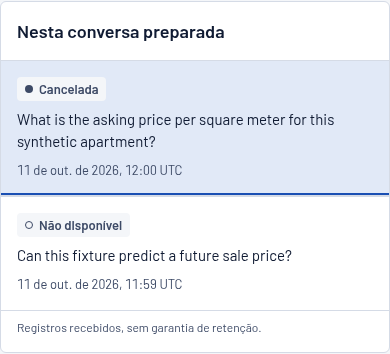 Nesta conversa preparada
Cancelada
What is the asking price per square meter for this
synthetic apartment?
11 de out. de 2026, 12:00 UTC
Não disponível
Can this fixture predict a future sale price?
11 de out. de 2026, 11:59 UTC
Registros recebidos, sem garantia de retenção.